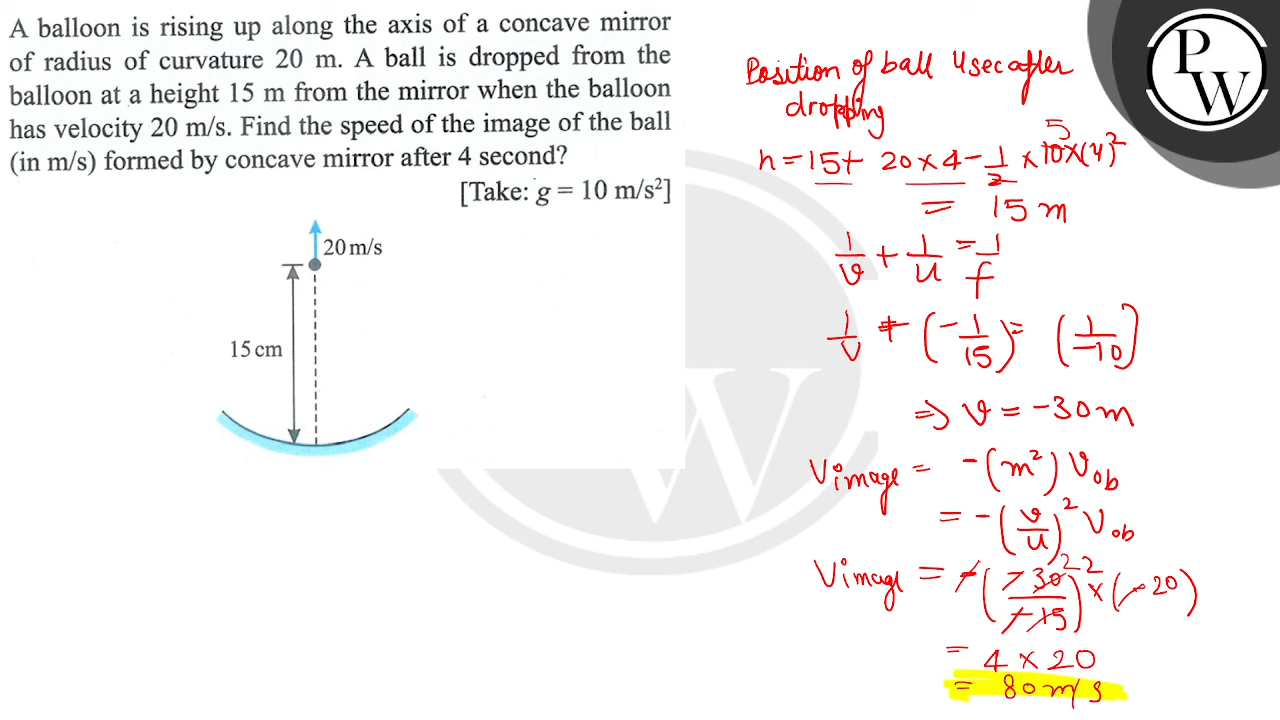 A balloon is rising up along the axis of a concave mirror
of radius of curvature 20 m. A ball is dropped from the
balloon at a height 15 m from the mirror when the balloon
has velocity 20 m/s. Find the speed of the image of the ball
(in m/s) formed by concave mirror after 4 second?
[Take: g = 10 m/s²]
20 m/s
15 cm
Position of ball 4 sec after
dropping
h = 15 + 20 × 4 − 1/2 × 10 × (4)²
5
= 15 m
1/v + 1/u = 1/f
1/v + (−1/15) = (1/−10)
⇒ v = −30 m
Vimage = −(m²) Vob
= −(v/u)² Vob
Vimage = −(−30/−15)² × (−20)
2
= 4 × 20
= 80 m/s
P
W
W